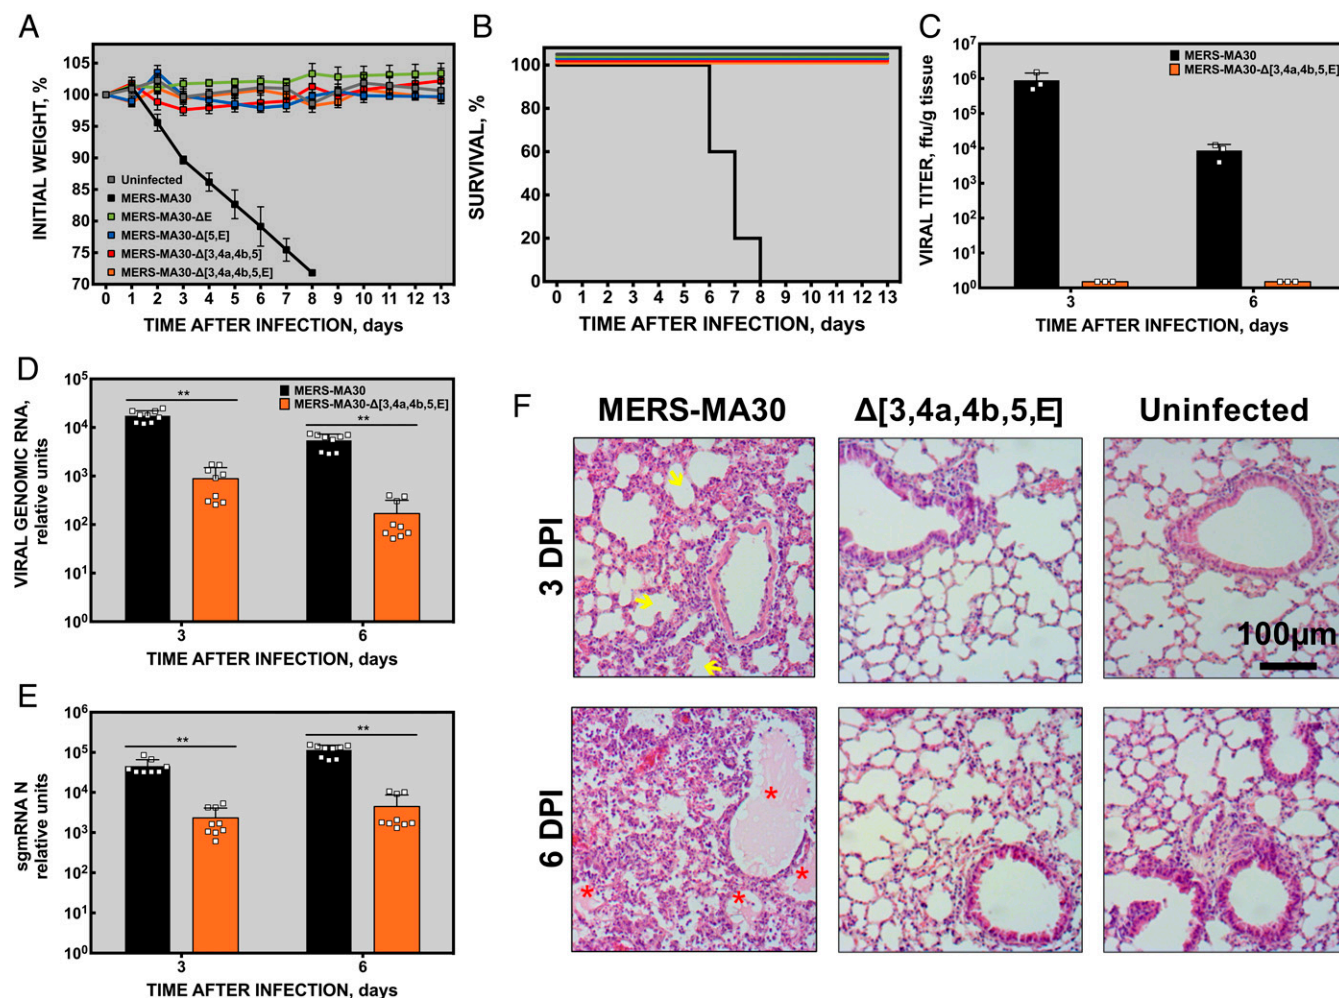 A
INITIAL WEIGHT, %
105
100
95
90
85
80
75
70
Uninfected
MERS-MA30
MERS-MA30-ΔE
MERS-MA30-Δ[5,E]
MERS-MA30-Δ[3,4a,4b,5]
MERS-MA30-Δ[3,4a,4b,5,E]
0 1 2 3 4 5 6 7 8 9 10 11 12 13
TIME AFTER INFECTION, days
B
SURVIVAL, %
100
80
60
40
20
0
0 1 2 3 4 5 6 7 8 9 10 11 12 13
TIME AFTER INFECTION, days
C
VIRAL TITER, ffu/g tissue
10⁷
10⁶
10⁵
10⁴
10³
10²
10¹
10⁰
MERS-MA30
MERS-MA30-Δ[3,4a,4b,5,E]
3 6
TIME AFTER INFECTION, days
D
VIRAL GENOMIC RNA,
relative units
10⁵
10⁴
10³
10²
10¹
10⁰
MERS-MA30
MERS-MA30-Δ[3,4a,4b,5,E]
**
**
3 6
TIME AFTER INFECTION, days
E
sgmRNA N
relative units
10⁶
10⁵
10⁴
10³
10²
10¹
10⁰
**
**
3 6
TIME AFTER INFECTION, days
F
MERS-MA30 Δ[3,4a,4b,5,E] Uninfected
3 DPI
100μm
6 DPI
*
*
*
*